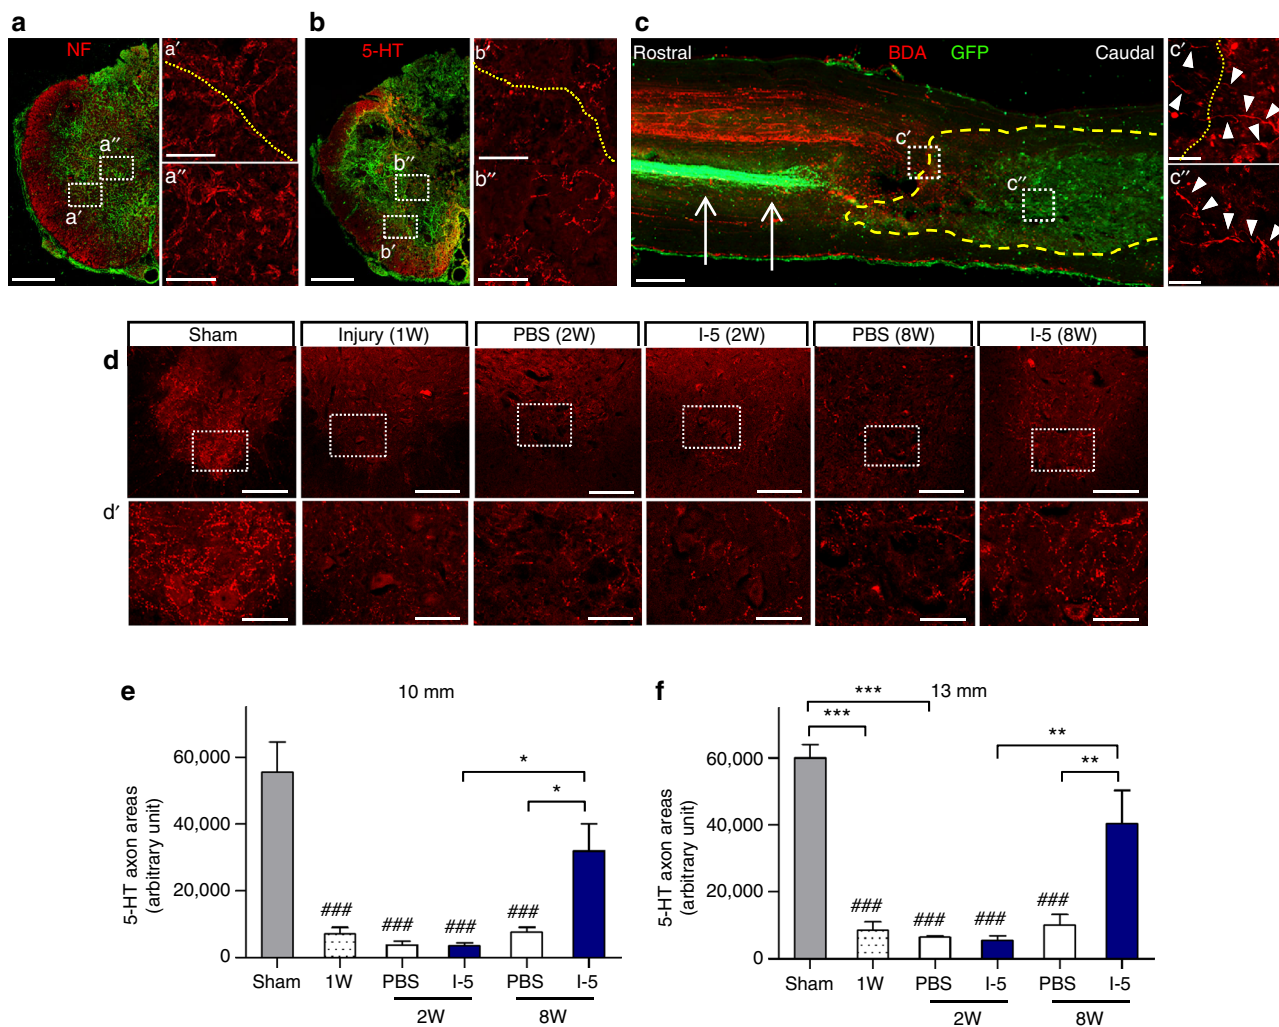 a
b
c
NF
a′
a″
a′
a″
5-HT
b″
b′
b′
b″
Rostral
BDA
GFP
Caudal
c′
c″
c′
c″
Sham
Injury (1W)
PBS (2W)
I-5 (2W)
PBS (8W)
I-5 (8W)
d
d′
e
10 mm
5-HT axon areas
(arbitrary unit)
60,000
40,000
20,000
0
###
###
###
###
*
*
Sham
1W
PBS
I-5
PBS
I-5
2W
8W
f
13 mm
5-HT axon areas
(arbitrary unit)
60,000
40,000
20,000
0
***
***
**
**
###
###
###
###
Sham
1W
PBS
I-5
PBS
I-5
2W
8W